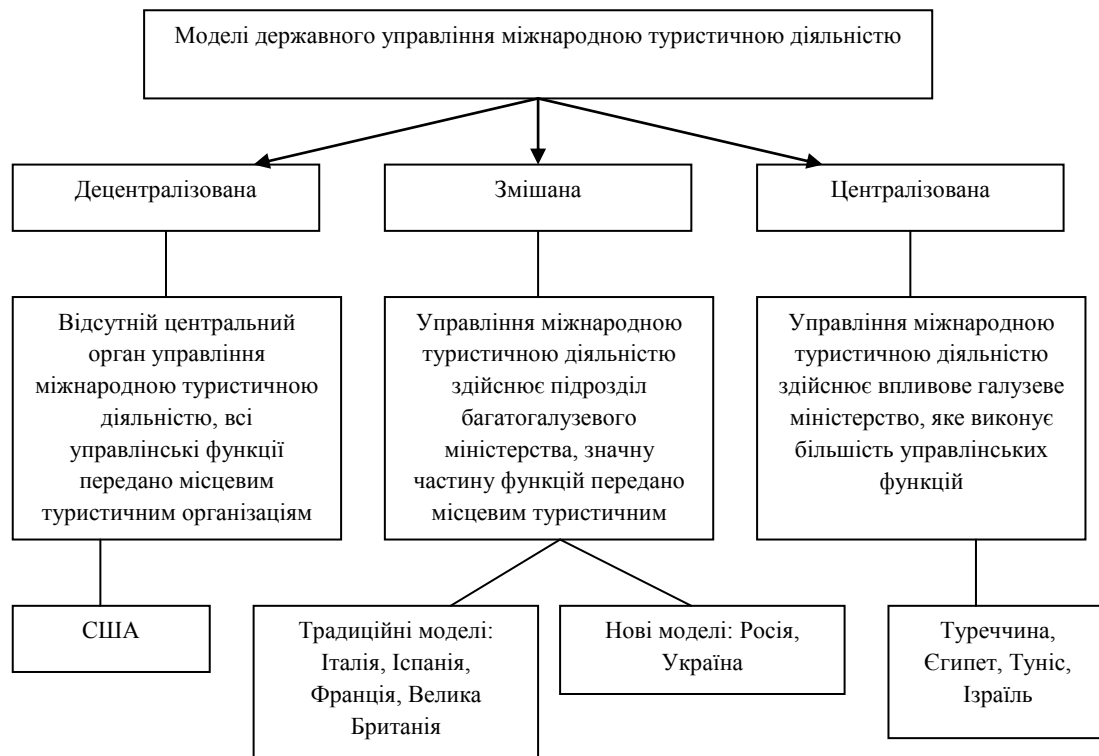 Моделі державного управління міжнародною туристичною діяльністю
Децентралізована
Змішана
Централізована
Відсутній центральний
орган управління
міжнародною туристичною
діяльністю, всі
управлінські функції
передано місцевим
туристичним організаціям
Управління міжнародною
туристичною діяльністю
здійснює підрозділ
багатогалузевого
міністерства, значну
частину функцій передано
місцевим туристичним
Управління міжнародною
туристичною діяльністю
здійснює впливове галузеве
міністерство, яке виконує
більшість управлінських
функцій
США
Традиційні моделі:
Італія, Іспанія,
Франція, Велика
Британія
Нові моделі: Росія,
Україна
Туреччина,
Єгипет, Туніс,
Ізраїль